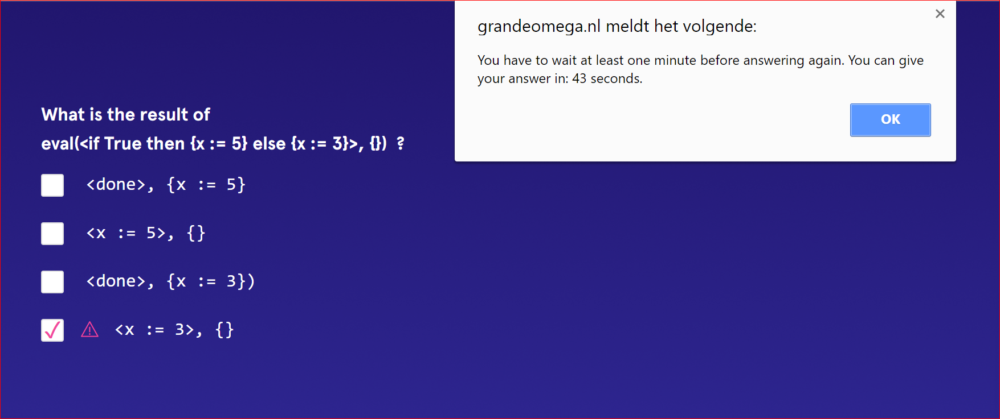 grandeomega.nl meldt het volgende:
You have to wait at least one minute before answering again. You can give
your answer in: 43 seconds.
OK
What is the result of
eval(<if True then {x := 5} else {x := 3}>, {}) ?
<done>, {x := 5}
<x := 5>, {}
<done>, {x := 3})
<x := 3>, {}